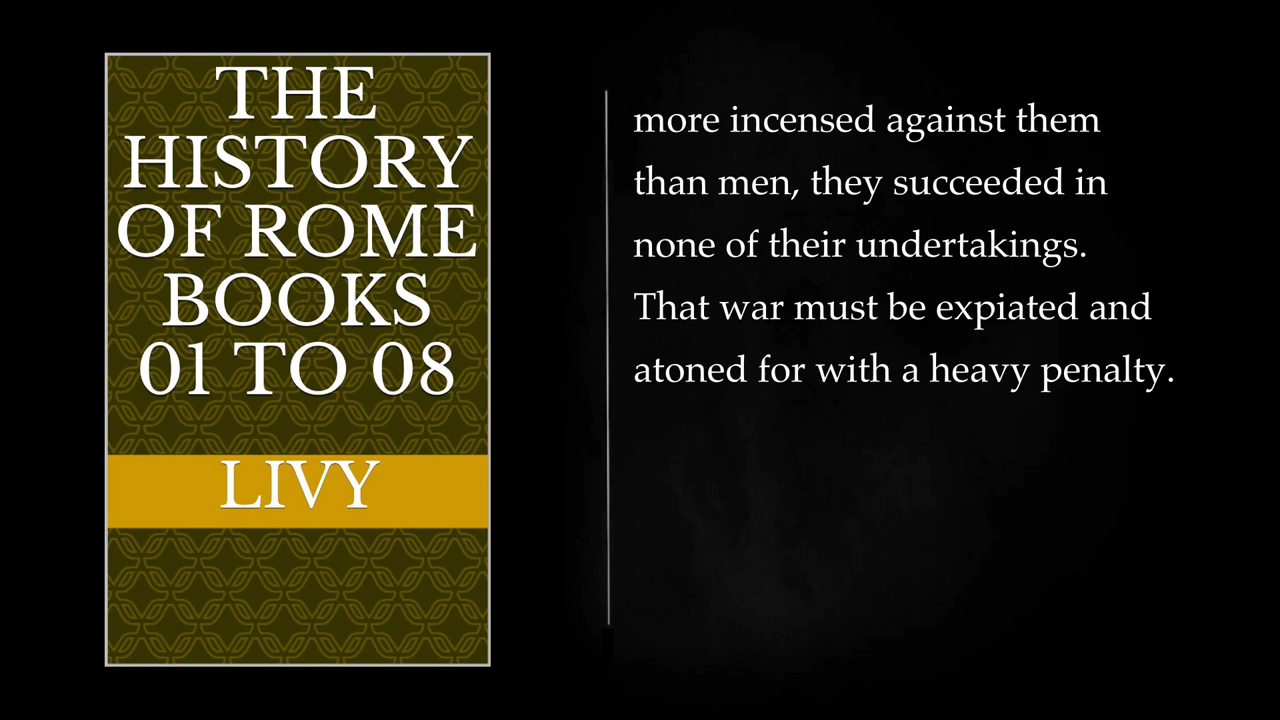 THE
HISTORY
OF ROME
BOOKS
01 TO 08
LIVY
more incensed against them
than men, they succeeded in
none of their undertakings.
That war must be expiated and
atoned for with a heavy penalty.